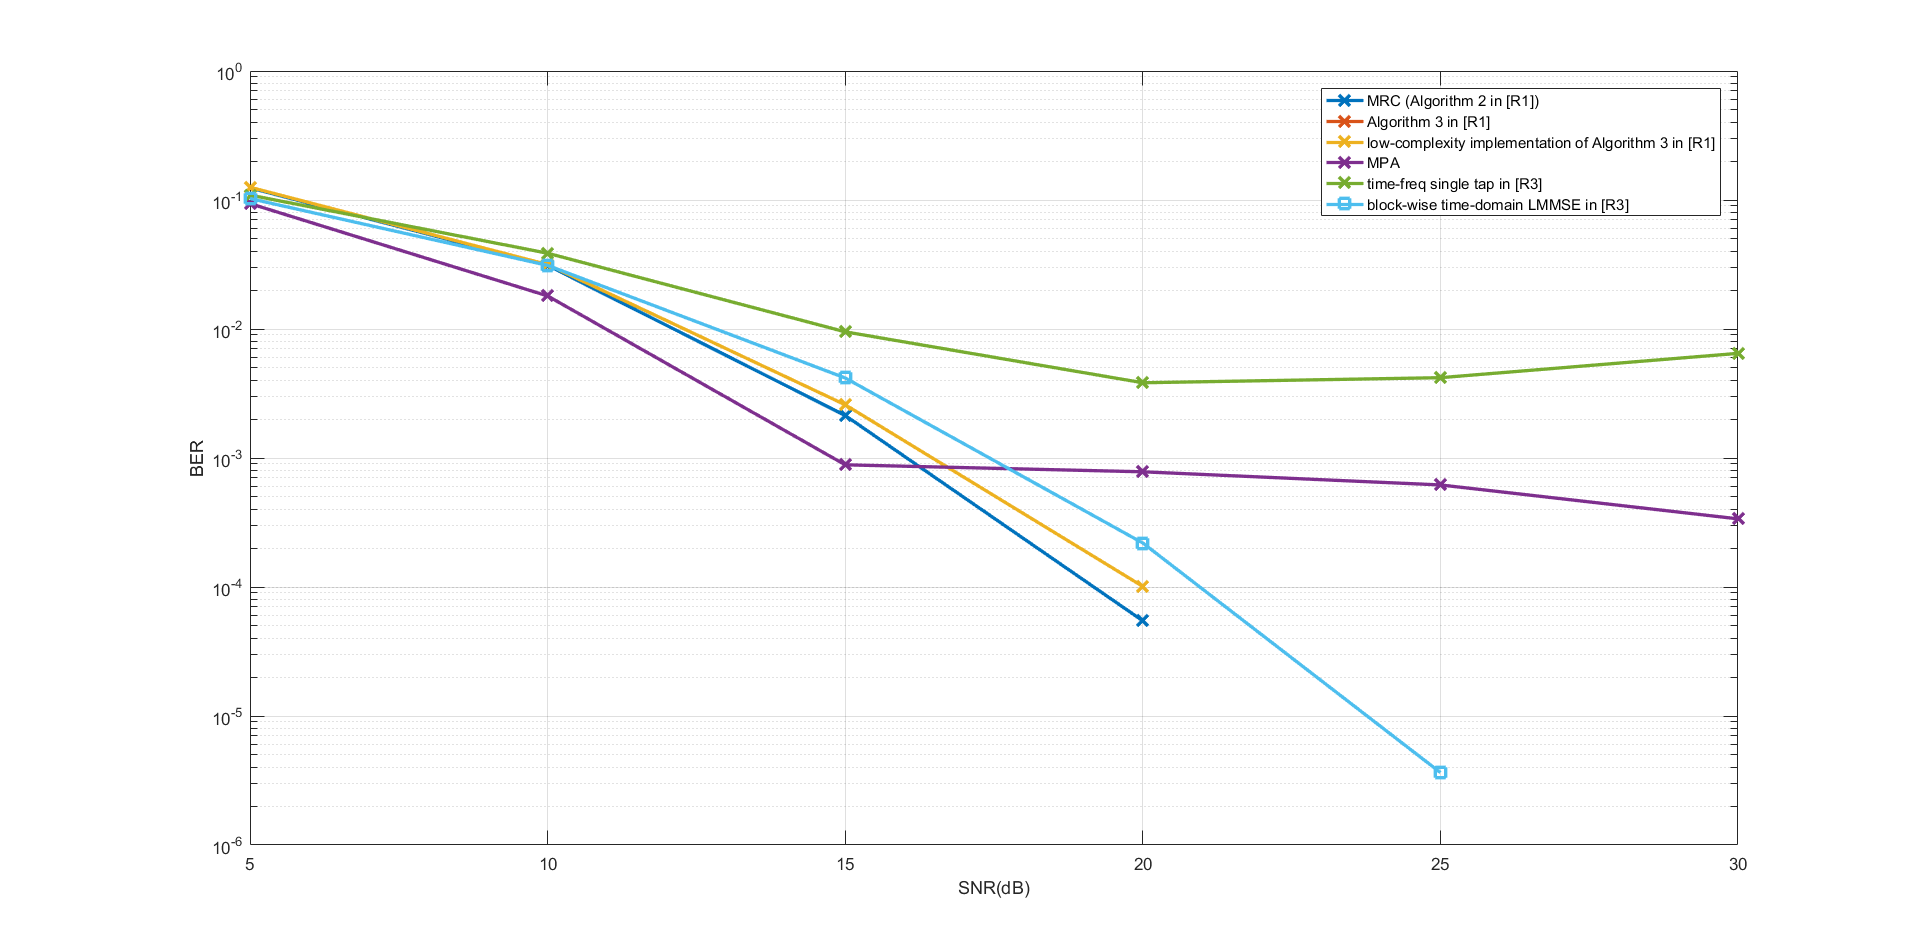 10^0
10^-1
10^-2
10^-3
10^-4
10^-5
10^-6
BER
5 10 15 20 25 30
SNR(dB)
MRC (Algorithm 2 in [R1])
Algorithm 3 in [R1]
low-complexity implementation of Algorithm 3 in [R1]
MPA
time-freq single tap in [R3]
block-wise time-domain LMMSE in [R3]